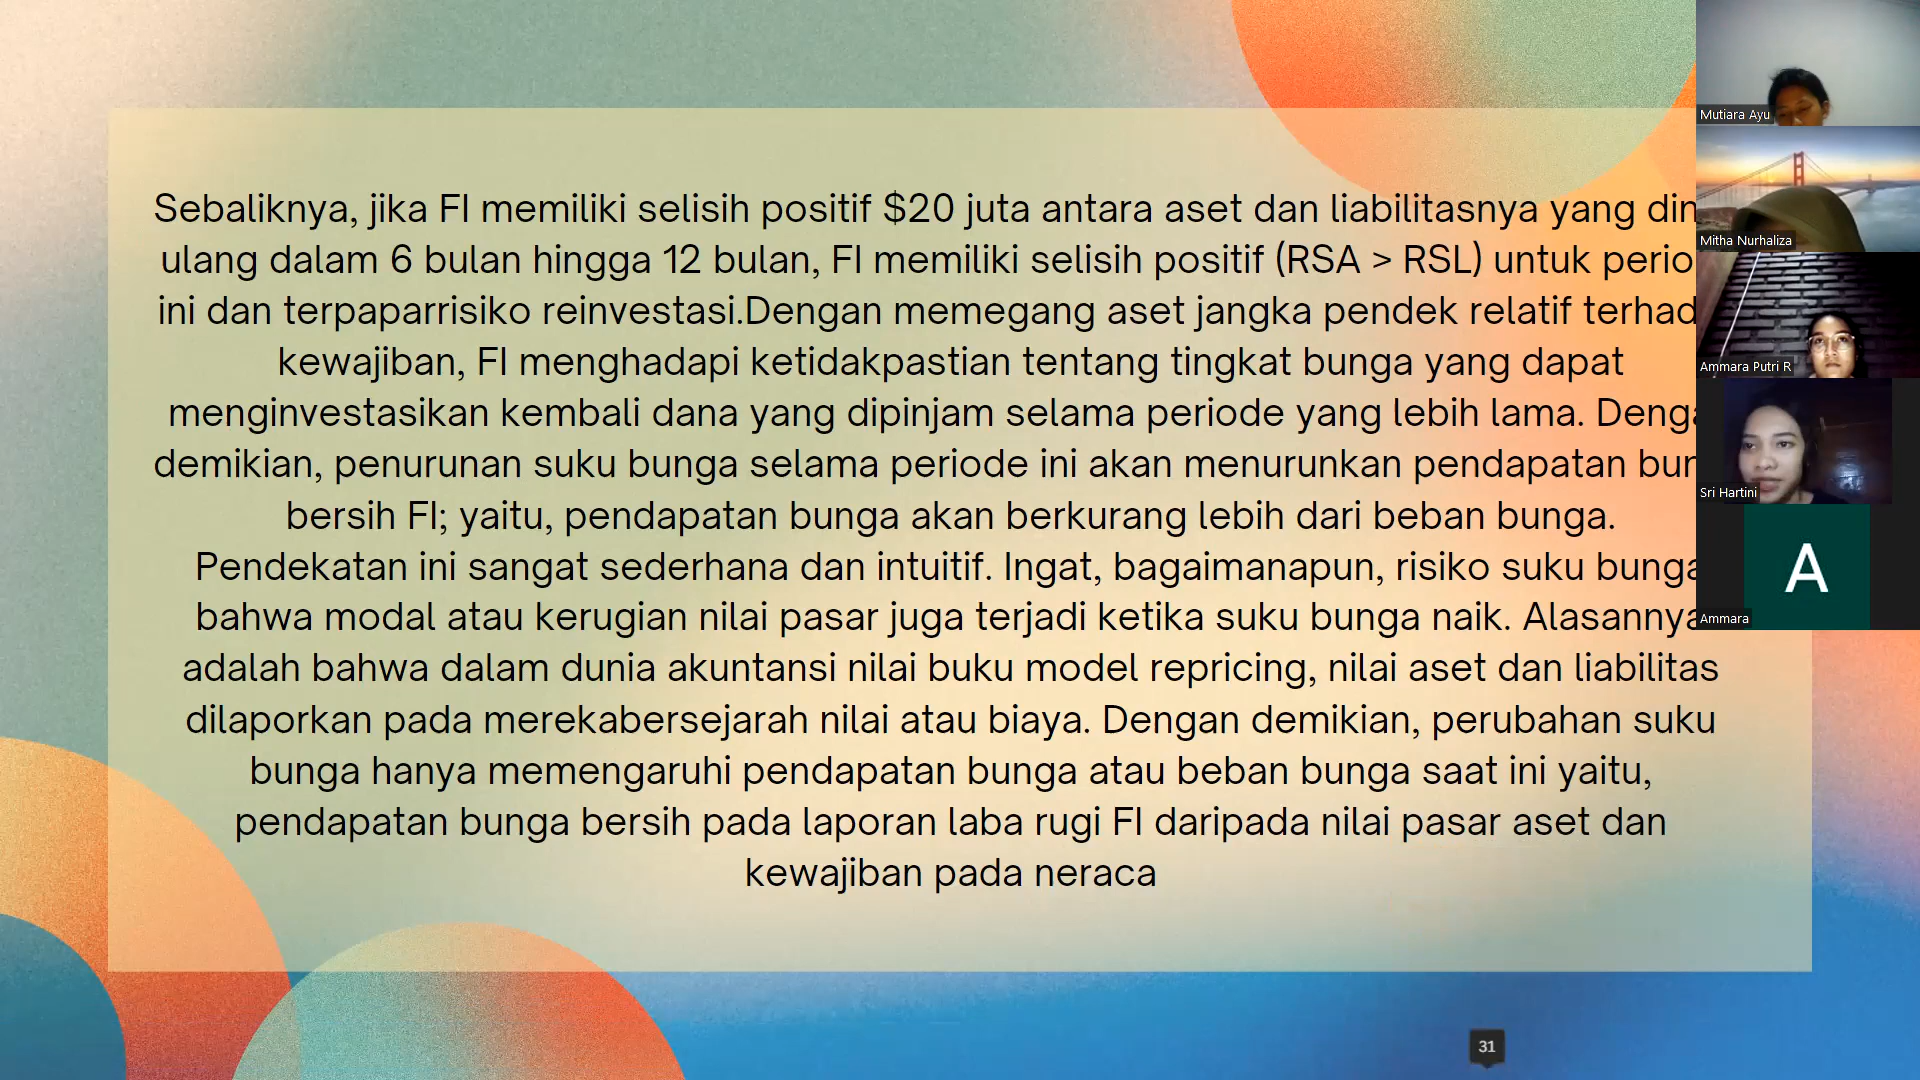 Sebaliknya, jika FI memiliki selisih positif $20 juta antara aset dan liabilitasnya yang
ulang dalam 6 bulan hingga 12 bulan, FI memiliki selisih positif (RSA > RSL) untuk
ini dan terpaparrisiko reinvestasi.Dengan memegang aset jangka pendek relatif
kewajiban, FI menghadapi ketidakpastian tentang tingkat bunga yang dapat
menginvestasikan kembali dana yang dipinjam selama periode yang lebih lama.
demikian, penurunan suku bunga selama periode ini akan menurunkan pendapatan
bersih FI; yaitu, pendapatan bunga akan berkurang lebih dari beban bunga.
Pendekatan ini sangat sederhana dan intuitif. Ingat, bagaimanapun, risiko suku bunga
bahwa modal atau kerugian nilai pasar juga terjadi ketika suku bunga naik. Alasannya
adalah bahwa dalam dunia akuntansi nilai buku model repricing, nilai aset dan liabilitas
dilaporkan pada merekabersejarah nilai atau biaya. Dengan demikian, perubahan suku
bunga hanya memengaruhi pendapatan bunga atau beban bunga saat ini yaitu,
pendapatan bunga bersih pada laporan laba rugi FI daripada nilai pasar aset dan
kewajiban pada neraca
Mutiara Ayu
Mitha Nurhaliza
Ammara Putri R
Sri Hartini
A
Ammara
31